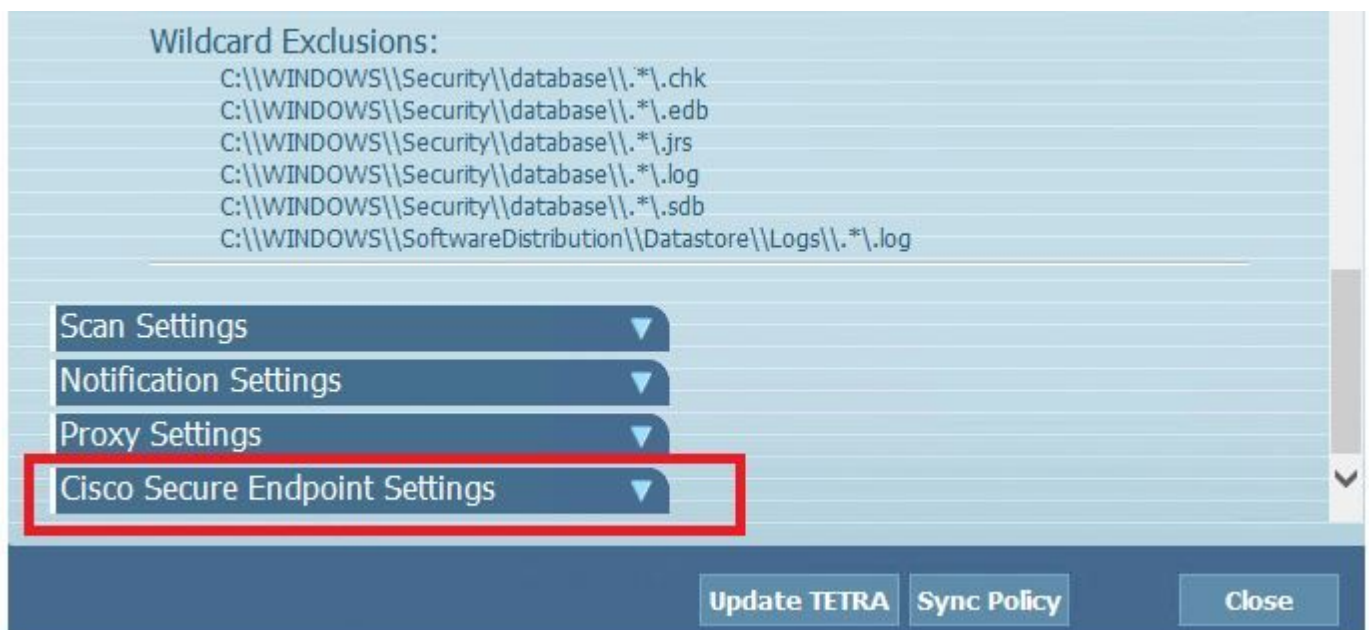 Wildcard Exclusions:
C:\\WINDOWS\\Security\\database\\.*\.chk
C:\\WINDOWS\\Security\\database\\.*\.edb
C:\\WINDOWS\\Security\\database\\.*\.jrs
C:\\WINDOWS\\Security\\database\\.*\.log
C:\\WINDOWS\\Security\\database\\.*\.sdb
C:\\WINDOWS\\SoftwareDistribution\\Datastore\\Logs\\.*\.log
Scan Settings
Notification Settings
Proxy Settings
Cisco Secure Endpoint Settings
Update TETRA Sync Policy Close